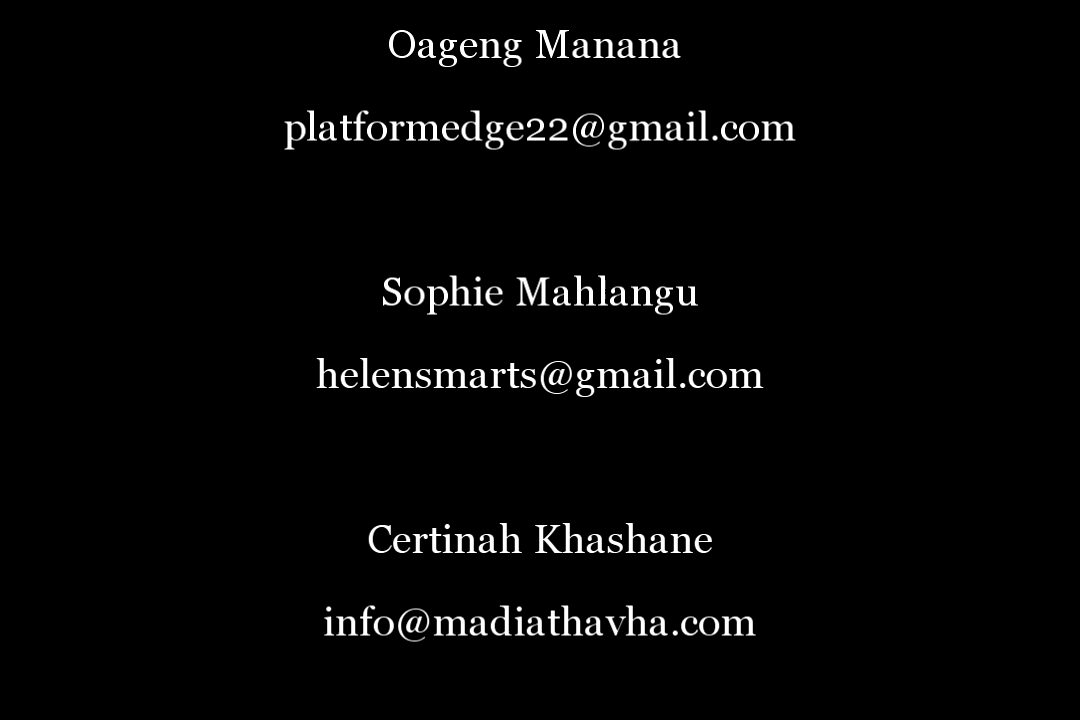 Oageng Manana
platformedge22@gmail.com
Sophie Mahlangu
helensmarts@gmail.com
Certinah Khashane
info@madiathavha.com